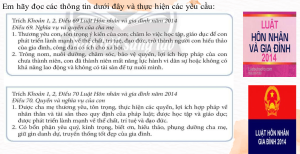 Em hãy đọc các thông tin dưới đây và thực hiện các yêu cầu:
Trích Khoản 1, 2, Điều 69 Luật Hôn nhân và gia đình năm 2014
Điều 69. Nghĩa vụ và quyền của cha mẹ
1. Thương yêu con, tôn trọng ý kiến của con; chăm lo việc học tập, giáo dục để con
phát triển lành mạnh về thể chất, trí tuệ, đạo đức, trở thành người con hiếu thảo
của gia đình, công dân có ích cho xã hội.
2. Trông nom, nuôi dưỡng, chăm sóc, bảo vệ quyền, lợi ích hợp pháp của con
chưa thành niên, con đã thành niên mất năng lực hành vi dân sự hoặc không có
khả năng lao động và không có tài sản để tự nuôi mình.
Trích Khoản 1, 2, Điều 70 Luật Hôn nhân và gia đình năm 2014
Điều 70. Quyền và nghĩa vụ của con
1. Được cha mẹ thương yêu, tôn trọng, thực hiện các quyền, lợi ích hợp pháp về
nhân thân và tài sản theo quy định của pháp luật; được học tập và giáo dục;
được phát triển lành mạnh về thể chất, trí tuệ và đạo đức.
2. Có bổn phận yêu quý, kính trọng, biết ơn, hiếu thảo, phụng dưỡng cha mẹ,
giữ gìn danh dự, truyền thống tốt đẹp của gia đình.
LUẬT
HÔN NHÂN
VÀ GIA ĐÌNH
2014
LUẬT HÔN NHÂN
VÀ GIA ĐÌNH 2014